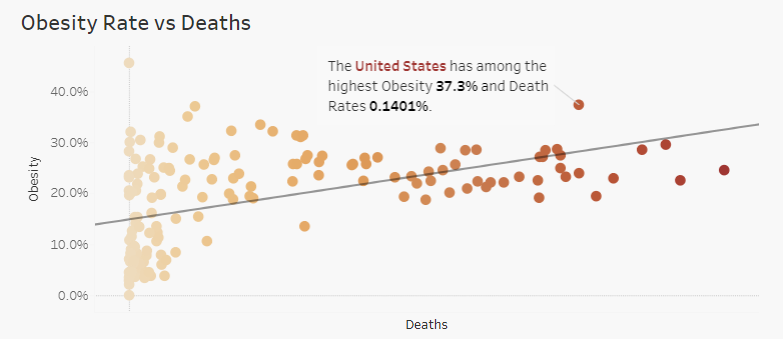 Obesity Rate vs Deaths
The United States has among the
highest Obesity 37.3% and Death
Rates 0.1401%.
40.0%
30.0%
20.0%
10.0%
0.0%
Obesity
Deaths